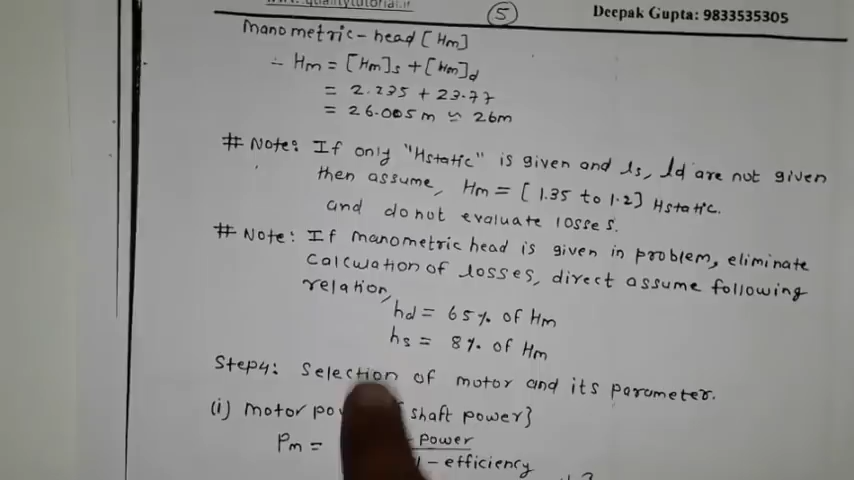 www.qualitytutorial.in
5
Deepak Gupta: 9833535305
Manometric-head [Hm]
∴ Hm = [Hm]s + [Hm]d
= 2.235 + 23.77
= 26.005 m ≃ 26m
# Note: If only "Hstatic" is given and ls, ld are not given
then assume, Hm = [1.35 to 1.2] Hstatic.
and do not evaluate losses.
# Note: If manometric head is given in problem, eliminate
calculation of losses, direct assume following
relation,
hd = 65% of Hm
hs = 8% of Hm
Step4: Selection of motor and its parameter.
(i) motor shaft power}
Pm = power
- efficiency